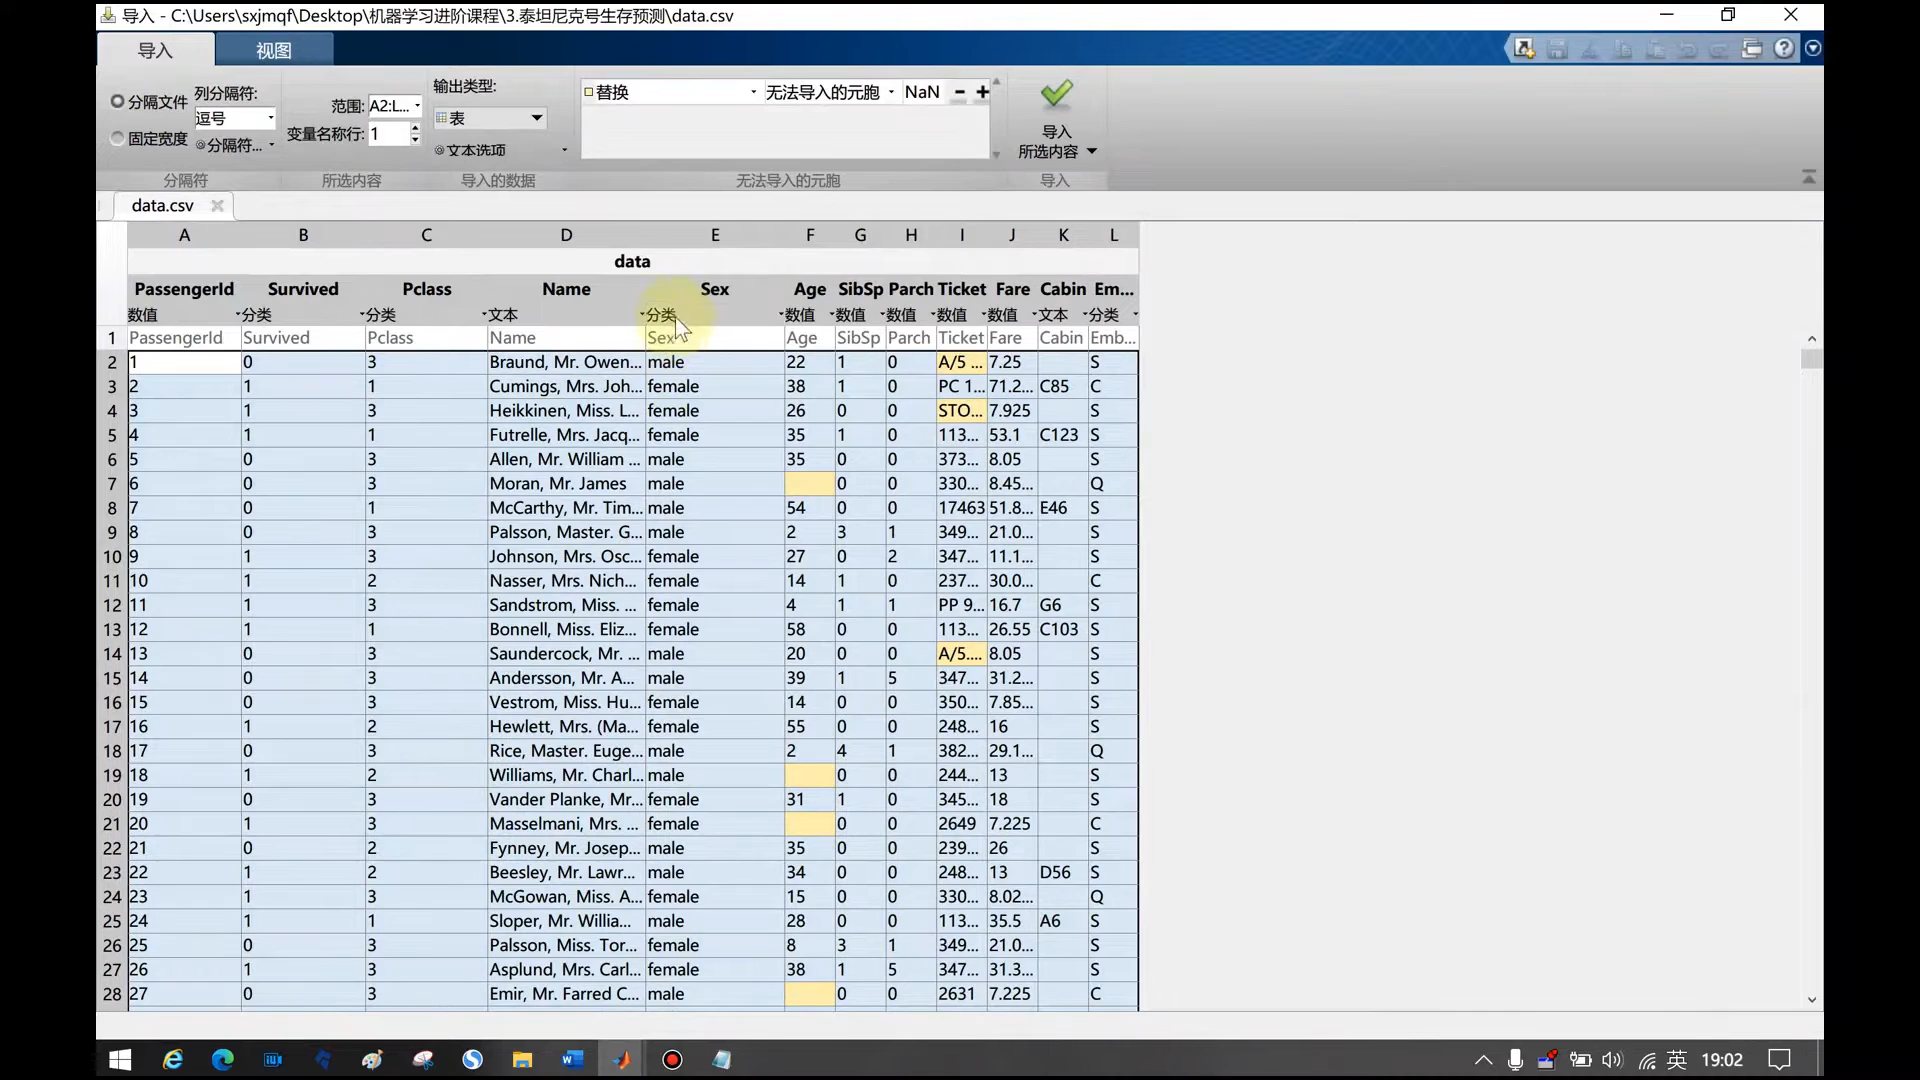 导入 - C:\Users\sxjmqf\Desktop\机器学习进阶课程\3.泰坦尼克号生存预测\data.csv
导入 视图
分隔文件 列分隔符: 逗号
固定宽度 分隔符...
范围: A2:L...
变量名称行: 1
输出类型:
表
文本选项
替换 无法导入的元胞 NaN
导入
所选内容
分隔符 所选内容 导入的数据 无法导入的元胞 导入
data.csv
A B C D E F G H I J K L
data
PassengerId Survived Pclass Name Sex Age SibSp Parch Ticket Fare Cabin Em...
数值 分类 分类 文本 分类 数值 数值 数值 数值 数值 文本 分类
1 PassengerId Survived Pclass Name Sex Age SibSp Parch Ticket Fare Cabin Emb...
2 1 0 3 Braund, Mr. Owen... male 22 1 0 A/5 ... 7.25 S
3 2 1 1 Cumings, Mrs. Joh... female 38 1 0 PC 1... 71.2... C85 C
4 3 1 3 Heikkinen, Miss. L... female 26 0 0 STO... 7.925 S
5 4 1 1 Futrelle, Mrs. Jacq... female 35 1 0 113... 53.1 C123 S
6 5 0 3 Allen, Mr. William ... male 35 0 0 373... 8.05 S
7 6 0 3 Moran, Mr. James male 0 0 330... 8.45... Q
8 7 0 1 McCarthy, Mr. Tim... male 54 0 0 17463 51.8... E46 S
9 8 0 3 Palsson, Master. G... male 2 3 1 349... 21.0... S
10 9 1 3 Johnson, Mrs. Osc... female 27 0 2 347... 11.1... S
11 10 1 2 Nasser, Mrs. Nich... female 14 1 0 237... 30.0... C
12 11 1 3 Sandstrom, Miss. ... female 4 1 1 PP 9... 16.7 G6 S
13 12 1 1 Bonnell, Miss. Eliz... female 58 0 0 113... 26.55 C103 S
14 13 0 3 Saundercock, Mr. ... male 20 0 0 A/5.... 8.05 S
15 14 0 3 Andersson, Mr. A... male 39 1 5 347... 31.2... S
16 15 0 3 Vestrom, Miss. Hu... female 14 0 0 350... 7.85... S
17 16 1 2 Hewlett, Mrs. (Ma... female 55 0 0 248... 16 S
18 17 0 3 Rice, Master. Euge... male 2 4 1 382... 29.1... Q
19 18 1 2 Williams, Mr. Charl... male 0 0 244... 13 S
20 19 0 3 Vander Planke, Mr... female 31 1 0 345... 18 S
21 20 1 3 Masselmani, Mrs. ... female 0 0 2649 7.225 C
22 21 0 2 Fynney, Mr. Josep... male 35 0 0 239... 26 S
23 22 1 2 Beesley, Mr. Lawr... male 34 0 0 248... 13 D56 S
24 23 1 3 McGowan, Miss. A... female 15 0 0 330... 8.02... Q
25 24 1 1 Sloper, Mr. Willia... male 28 0 0 113... 35.5 A6 S
26 25 0 3 Palsson, Miss. Tor... female 8 3 1 349... 21.0... S
27 26 1 3 Asplund, Mrs. Carl... female 38 1 5 347... 31.3... S
28 27 0 3 Emir, Mr. Farred C... male 0 0 2631 7.225 C
英 19:02